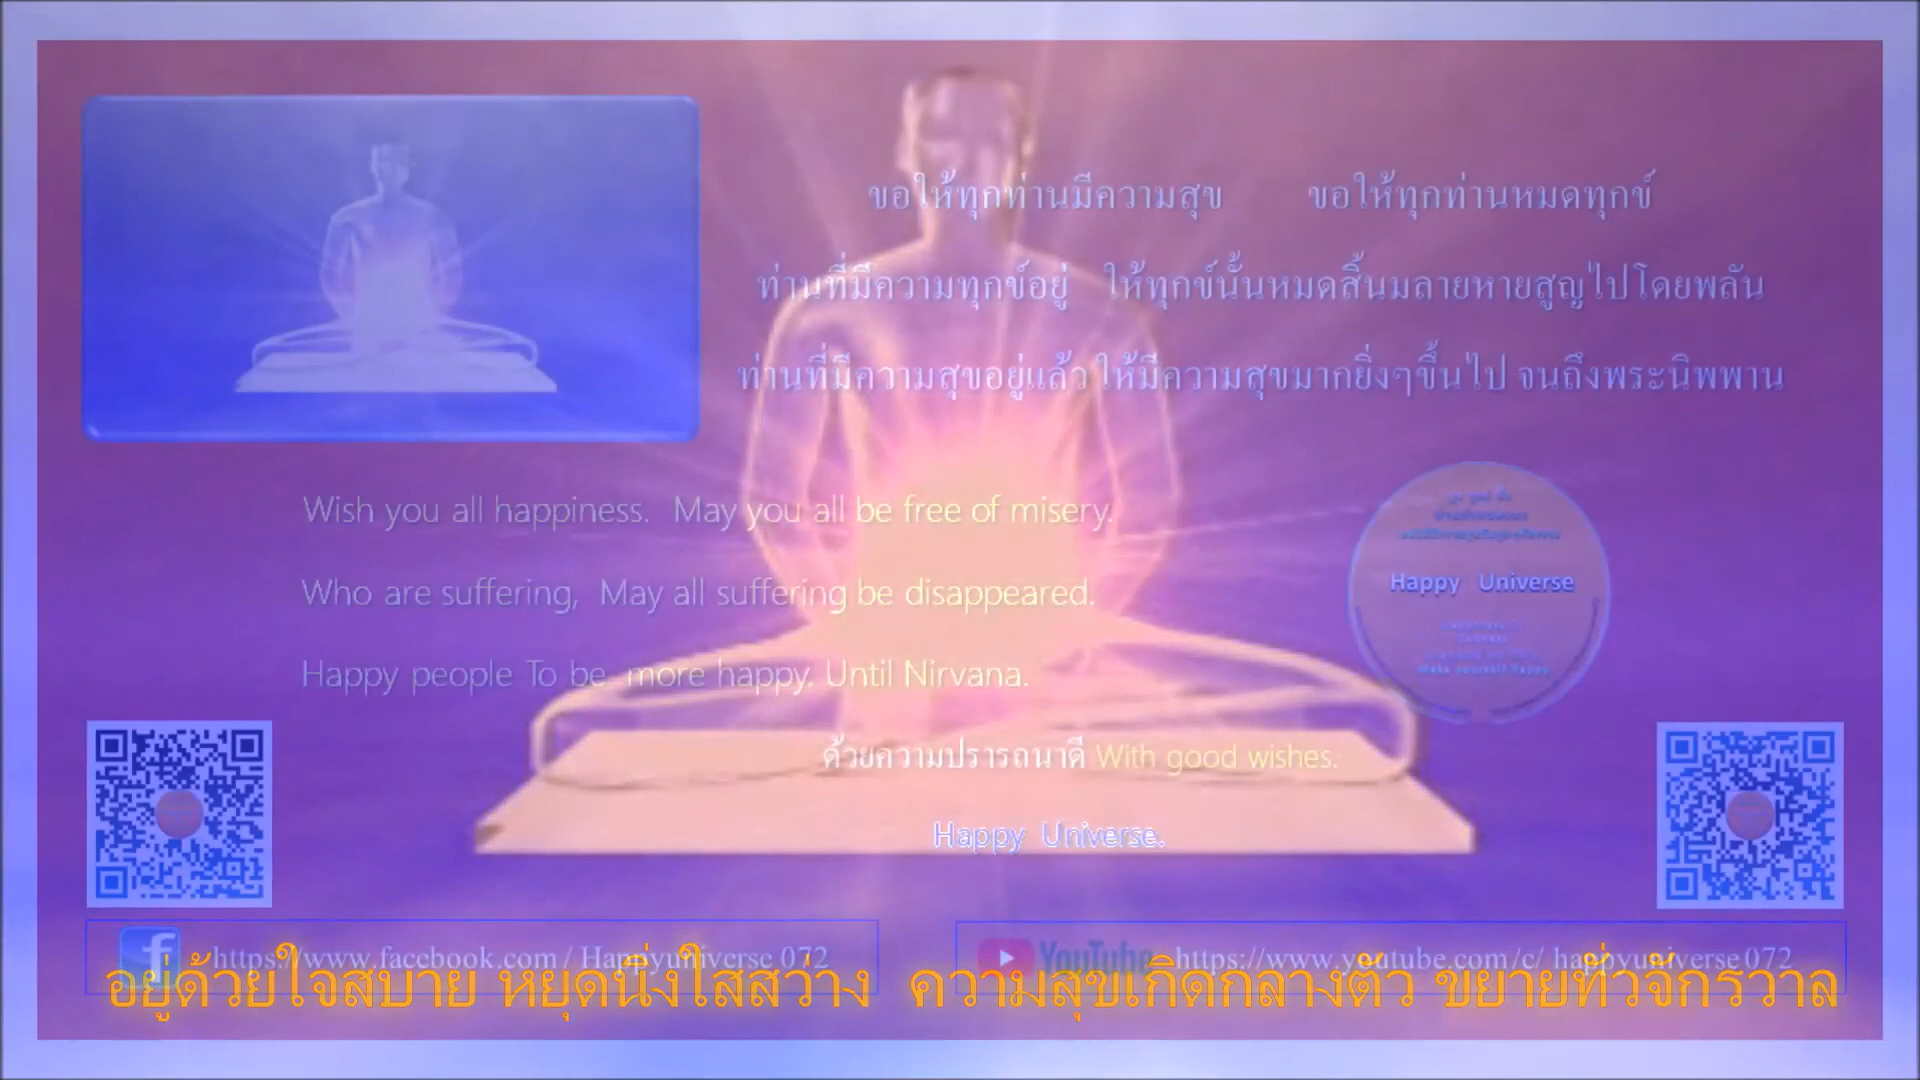 ขอให้ทุกท่านมีความสุข ขอให้ทุกท่านหมดทุกข์
ท่านที่มีความทุกข์อยู่ ให้ทุกข์นั้นหมดสิ้นมลายหายสูญไปโดยพลัน
ท่านที่มีความสุขอยู่แล้ว ให้มีความสุขมากยิ่งๆขึ้นไป จนถึงพระนิพพาน
Wish you all happiness. May you all be free of misery.
Who are suffering, May all suffering be disappeared.
Happy people To be more happy. Until Nirvana.
Happy Universe
Make yourself Happy
ด้วยความปรารถนาดี With good wishes.
Happy Universe.
https://www.facebook.com / Happyuniverse 072
YouTube https://www.youtube.com /c/ happyuniverse 072
อยู่ด้วยใจสบาย หยุดนิ่งใสสว่าง ความสุขเกิดกลางตัว ขยายทั่วจักรวาล